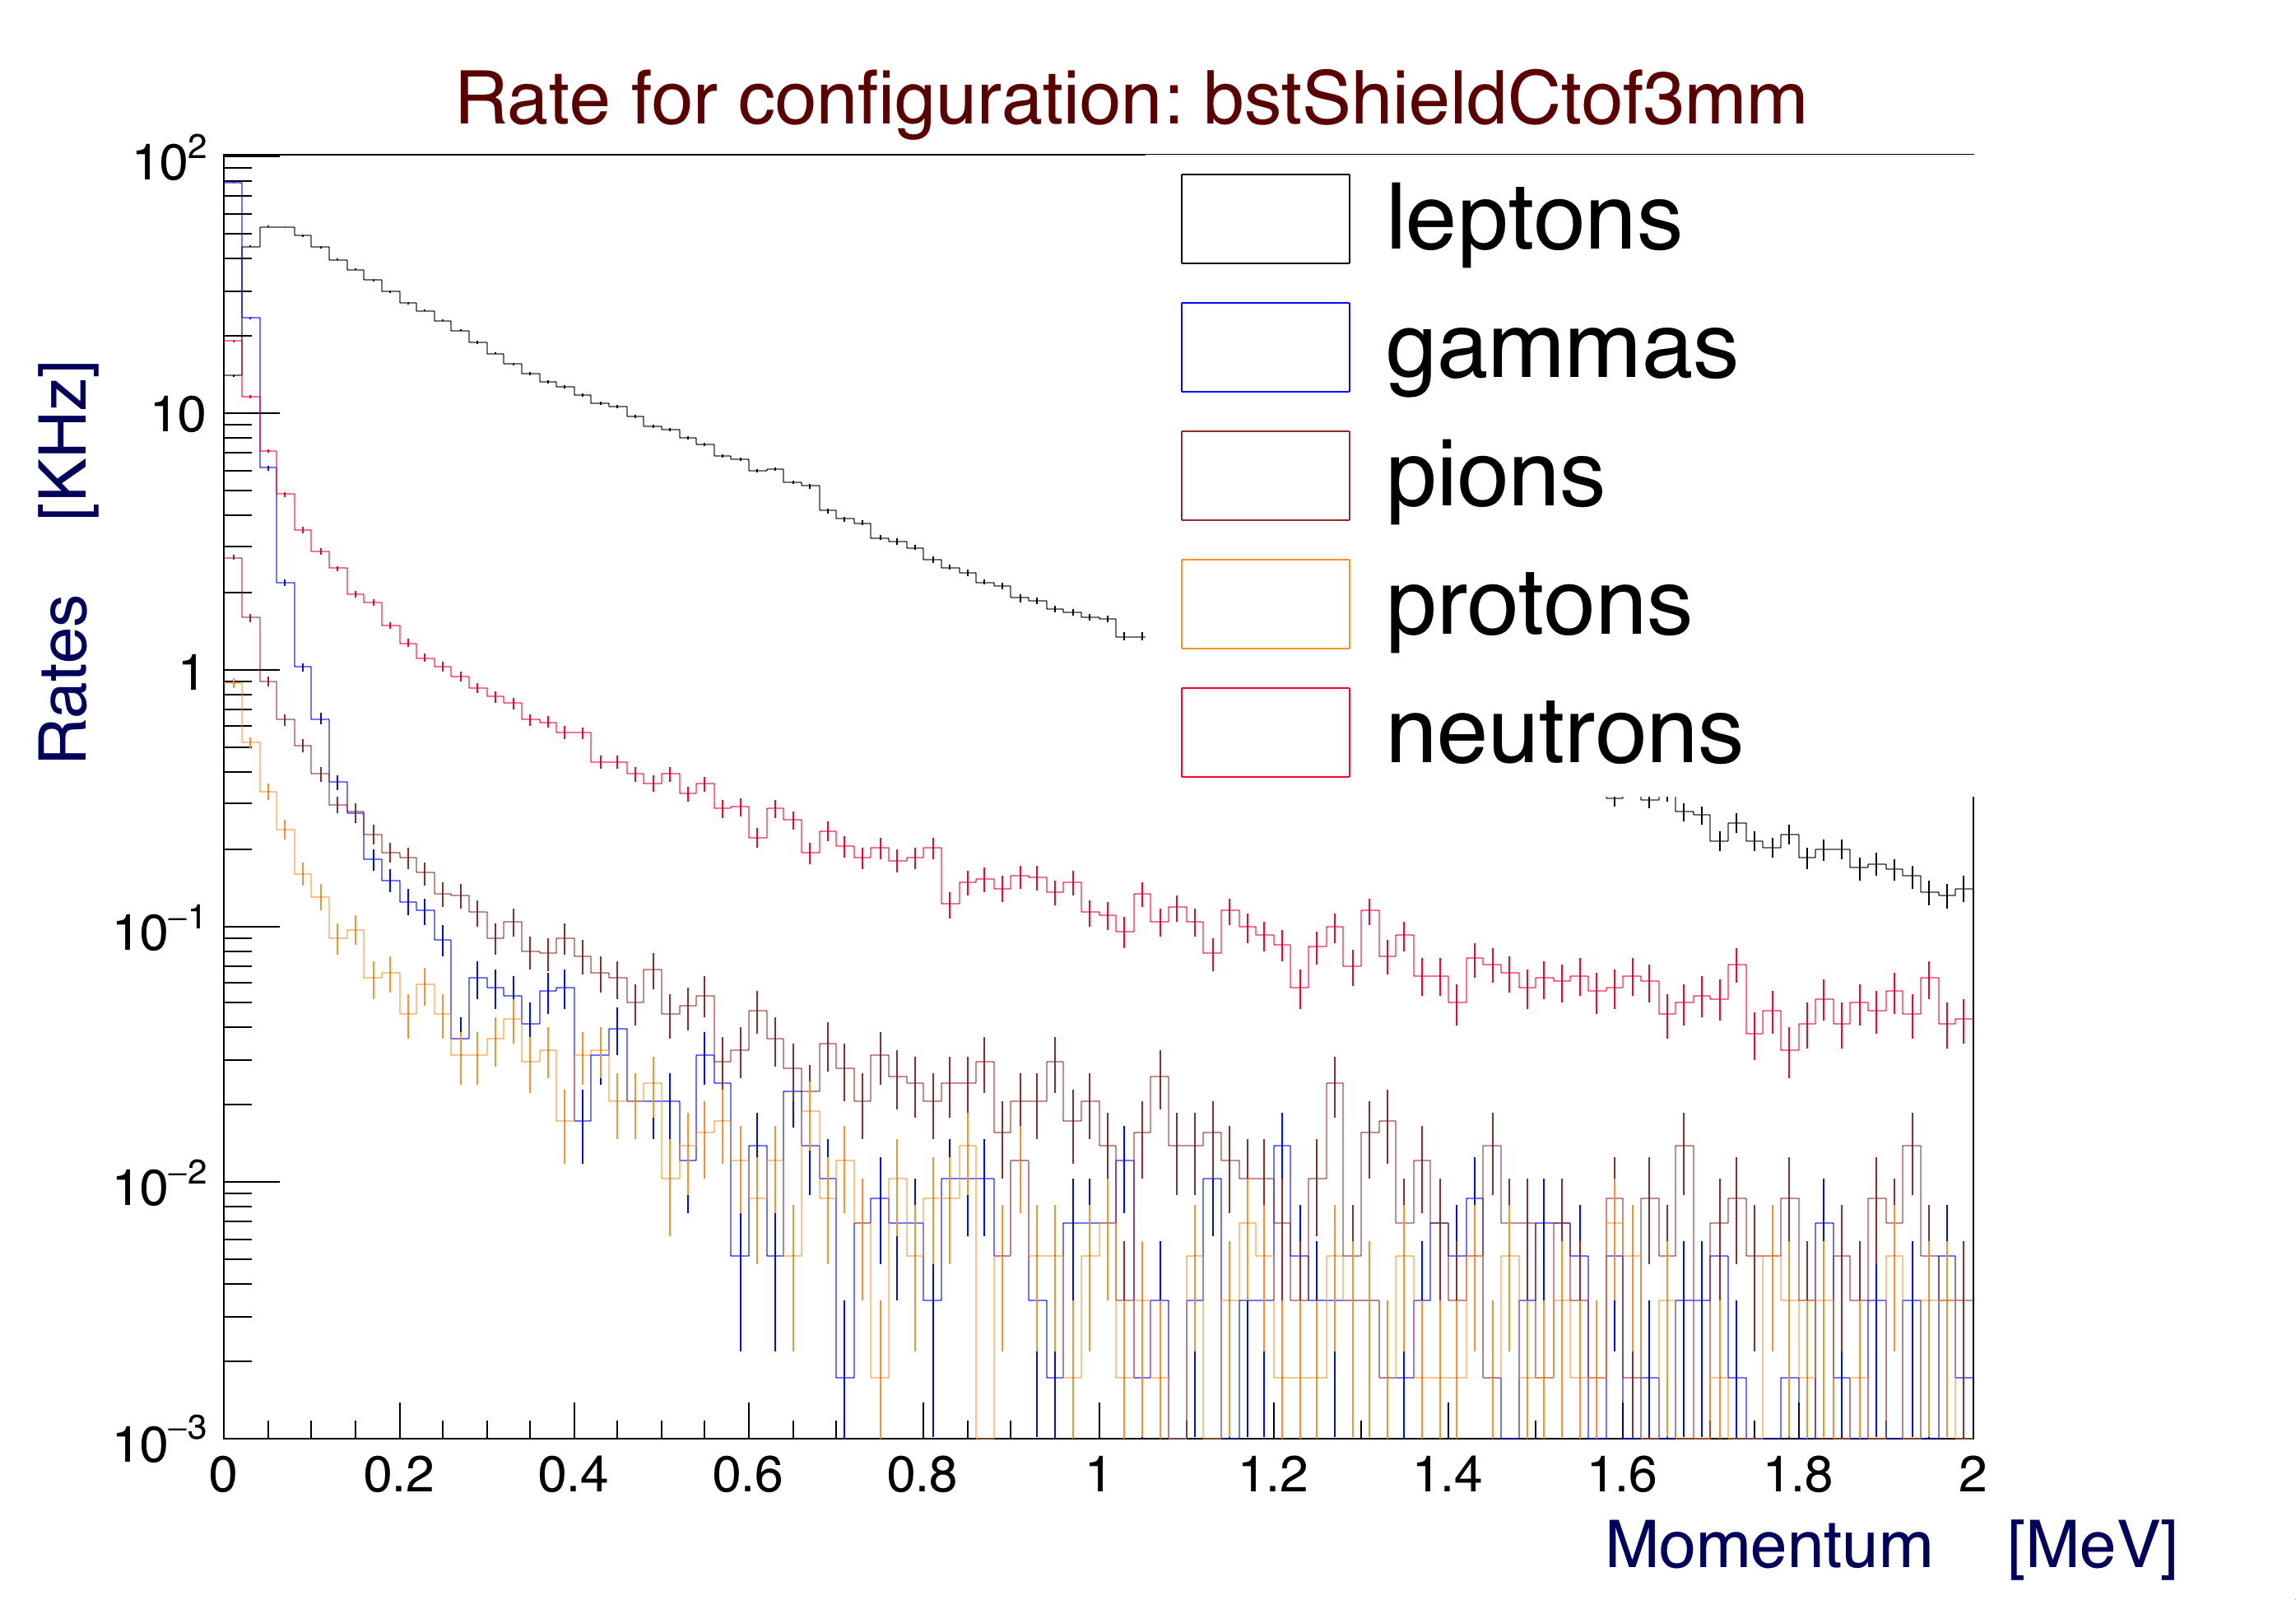 Rate for configuration: bstShieldCtof3mm
Rates [KHz]
10²
10
1
10⁻¹
10⁻²
10⁻³
leptons
gammas
pions
protons
neutrons
0 0.2 0.4 0.6 0.8 1 1.2 1.4 1.6 1.8 2
Momentum [MeV]